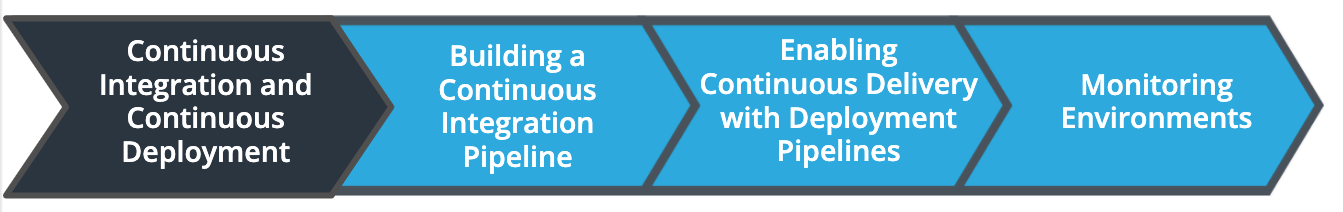 Continuous
Integration and
Continuous
Deployment
Building a
Continuous
Integration
Pipeline
Enabling
Continuous Delivery
with Deployment
Pipelines
Monitoring
Environments